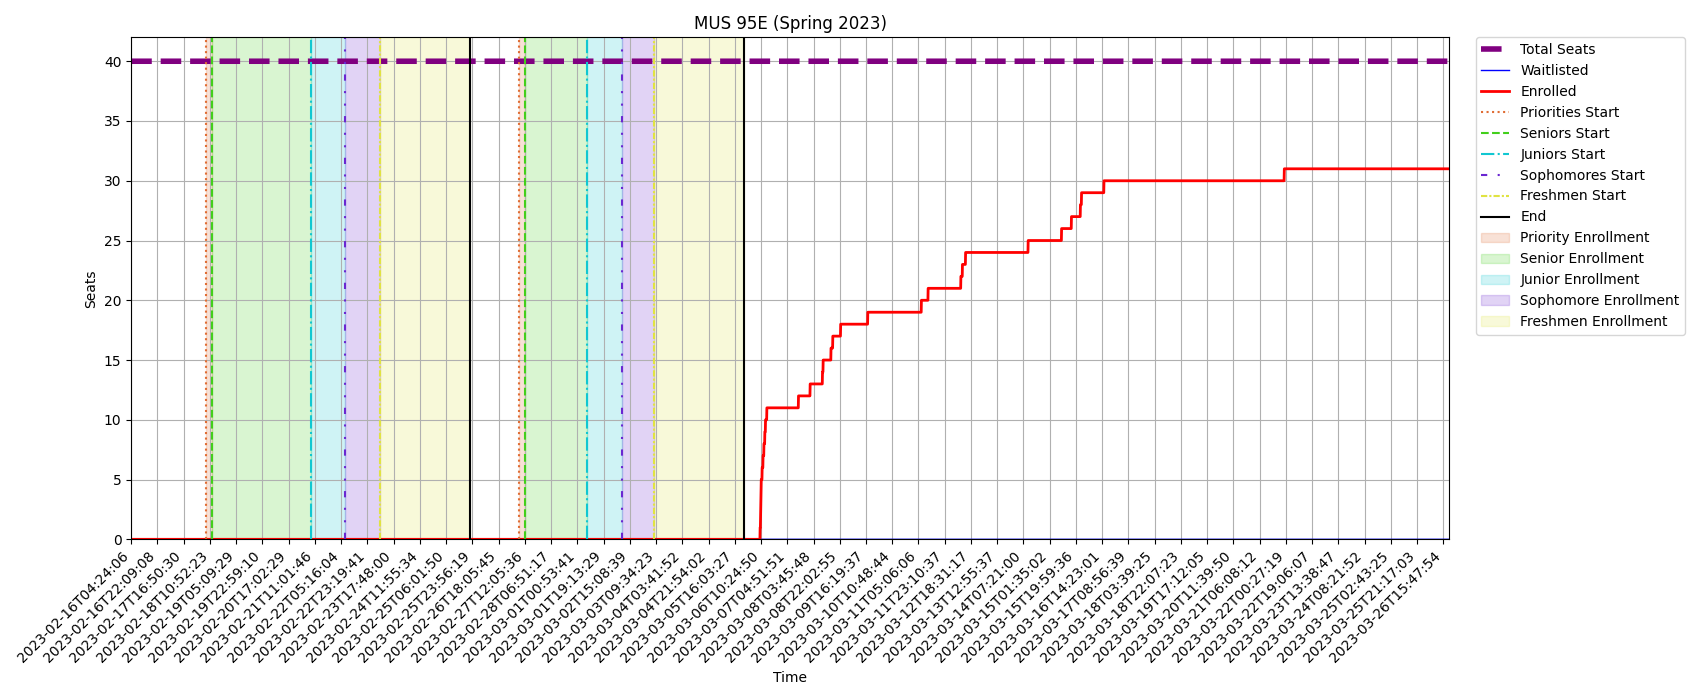 MUS 95E (Spring 2023)
Seats
40
35
30
25
20
15
10
5
0
2023-02-16T04:24:06
2023-02-16T22:09:08
2023-02-17T16:50:30
2023-02-18T10:52:23
2023-02-19T05:09:29
2023-02-19T22:59:10
2023-02-20T17:02:29
2023-02-21T11:01:46
2023-02-22T05:16:04
2023-02-22T23:19:41
2023-02-23T17:48:00
2023-02-24T11:55:34
2023-02-25T06:01:50
2023-02-25T23:56:19
2023-02-26T18:05:45
2023-02-27T12:05:36
2023-02-28T06:51:17
2023-03-01T00:53:41
2023-03-01T19:13:29
2023-03-02T15:08:39
2023-03-03T09:34:23
2023-03-04T03:41:52
2023-03-04T21:54:02
2023-03-05T16:03:27
2023-03-06T10:24:50
2023-03-07T04:51:51
2023-03-08T03:45:48
2023-03-08T22:02:55
2023-03-09T16:19:37
2023-03-10T10:48:44
2023-03-11T05:06:06
2023-03-11T23:10:37
2023-03-12T18:31:17
2023-03-13T12:55:37
2023-03-14T07:21:00
2023-03-15T01:35:02
2023-03-15T19:59:36
2023-03-16T14:23:01
2023-03-17T08:56:39
2023-03-18T03:39:25
2023-03-18T22:07:23
2023-03-19T17:12:05
2023-03-20T11:39:50
2023-03-21T06:08:12
2023-03-22T00:27:19
2023-03-22T19:06:07
2023-03-23T13:38:47
2023-03-24T08:21:52
2023-03-25T02:43:25
2023-03-25T21:17:03
2023-03-26T15:47:54
Time
Total Seats
Waitlisted
Enrolled
Priorities Start
Seniors Start
Juniors Start
Sophomores Start
Freshmen Start
End
Priority Enrollment
Senior Enrollment
Junior Enrollment
Sophomore Enrollment
Freshmen Enrollment